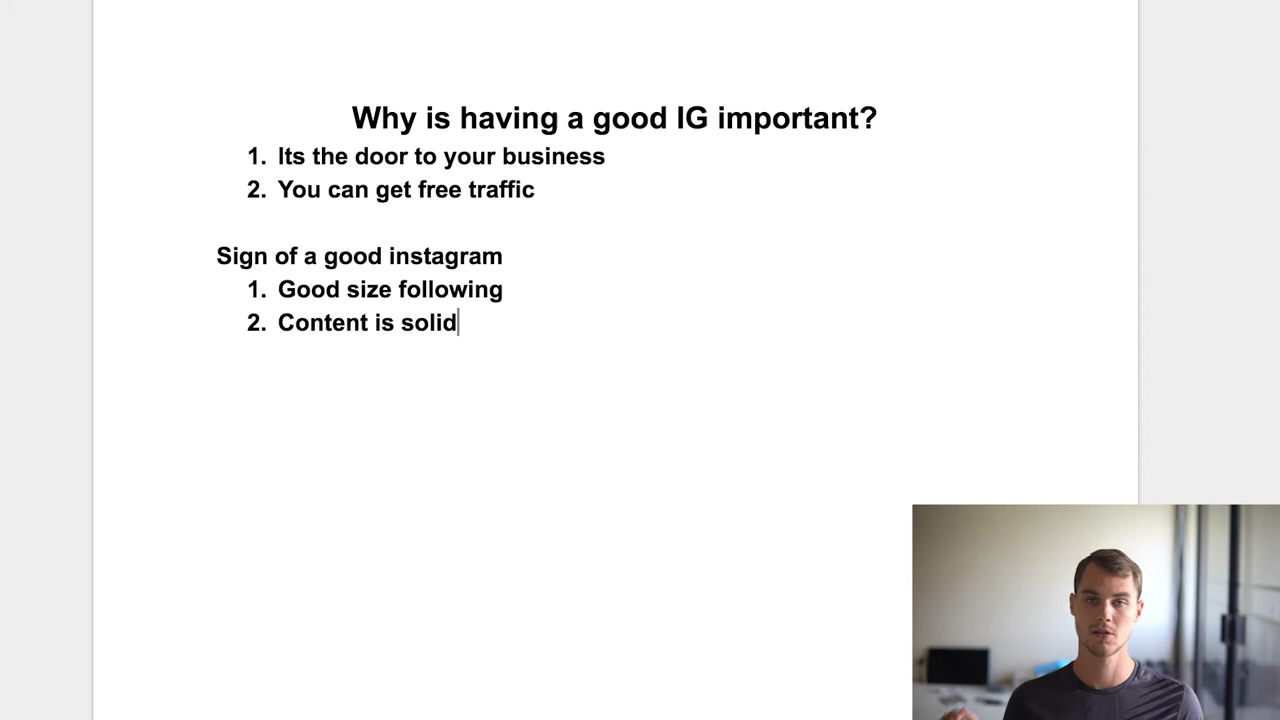 Why is having a good IG important?
1. Its the door to your business
2. You can get free traffic
Sign of a good instagram
1. Good size following
2. Content is solid